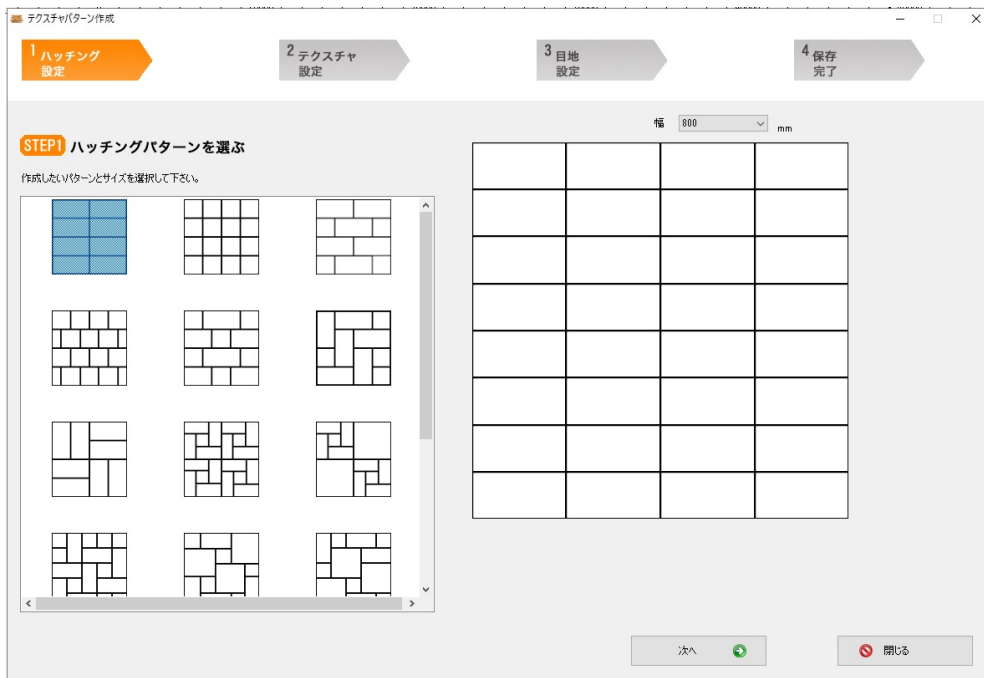 テクスチャパターン作成
1 ハッチング
設定
2 テクスチャ
設定
3 目地
設定
4 保存
完了
幅 800 mm
STEP1 ハッチングパターンを選ぶ
作成したいパターンとサイズを選択して下さい。
次へ
閉じる